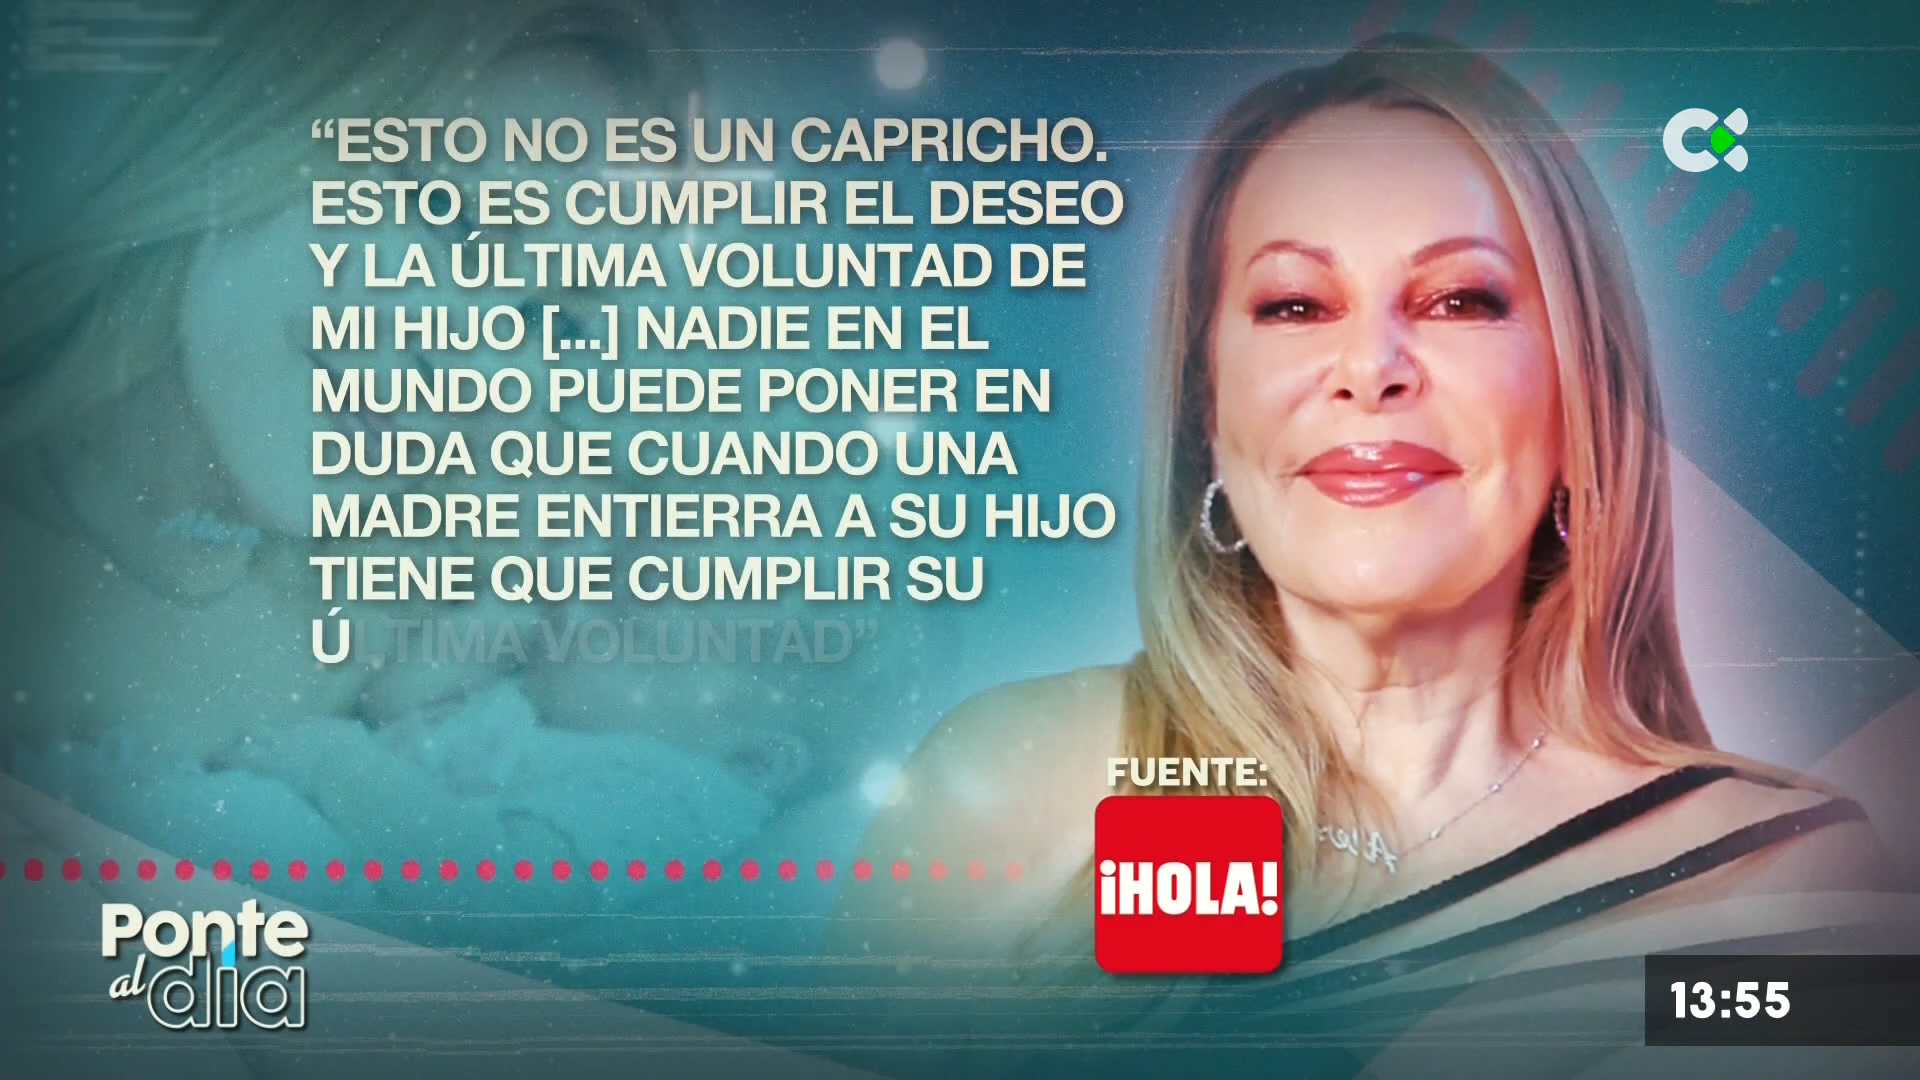 “ESTO NO ES UN CAPRICHO.
ESTO ES CUMPLIR EL DESEO
Y LA ÚLTIMA VOLUNTAD DE
MI HIJO [...] NADIE EN EL
MUNDO PUEDE PONER EN
DUDA QUE CUANDO UNA
MADRE ENTIERRA A SU HIJO
TIENE QUE CUMPLIR SU
ÚLTIMA VOLUNTAD”
FUENTE:
¡HOLA!
Ponte
al día
13:55